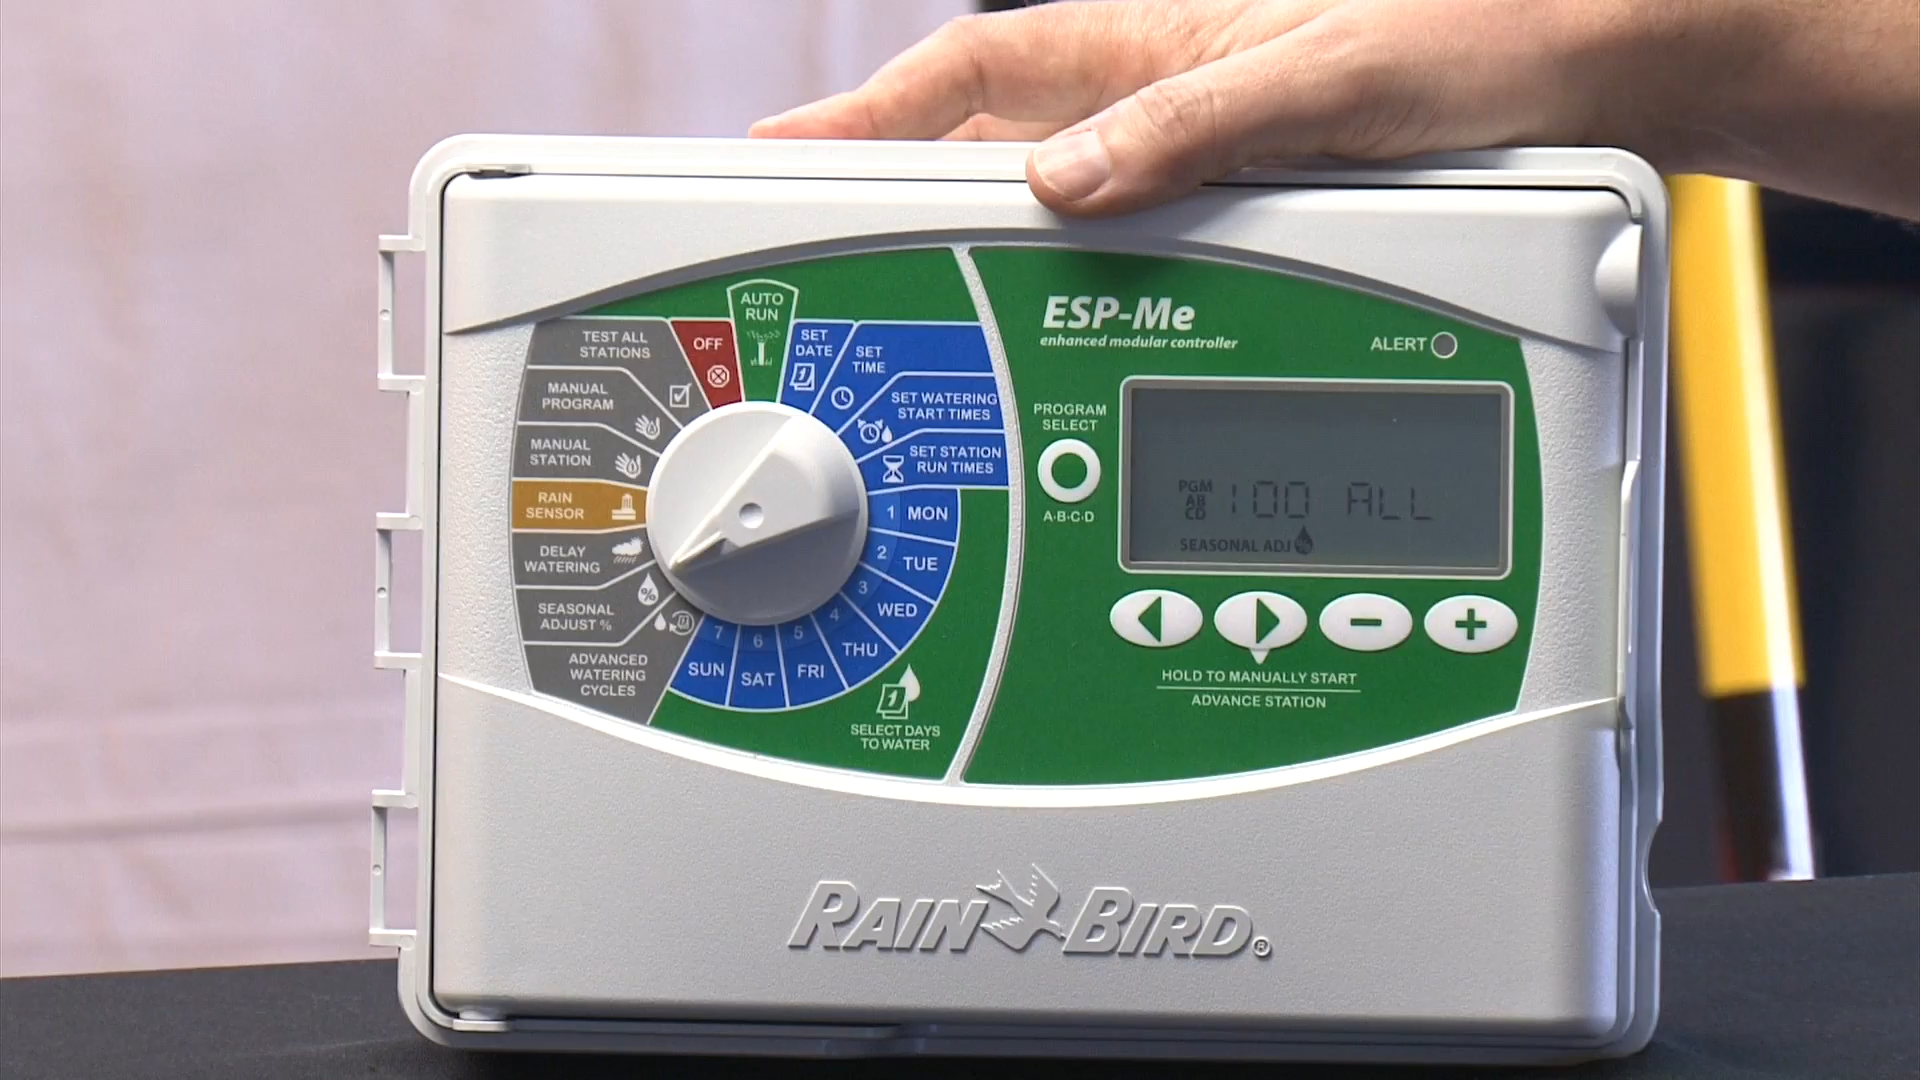 AUTO
RUN
OFF
TEST ALL
STATIONS
MANUAL
PROGRAM
MANUAL
STATION
RAIN
SENSOR
DELAY
WATERING
SEASONAL
ADJUST %
ADVANCED
WATERING
CYCLES
%
SET
DATE
1
SET
TIME
SET WATERING
START TIMES
SET STATION
RUN TIMES
1 MON
2 TUE
3 WED
4 THU
5 FRI
6 SAT
7 SUN
1
SELECT DAYS
TO WATER
ESP-Me
enhanced modular controller
ALERT
PROGRAM
SELECT
A·B·C·D
PGM
AB
CD
100 ALL
SEASONAL ADJ %
HOLD TO MANUALLY START
ADVANCE STATION
RAIN BIRD®